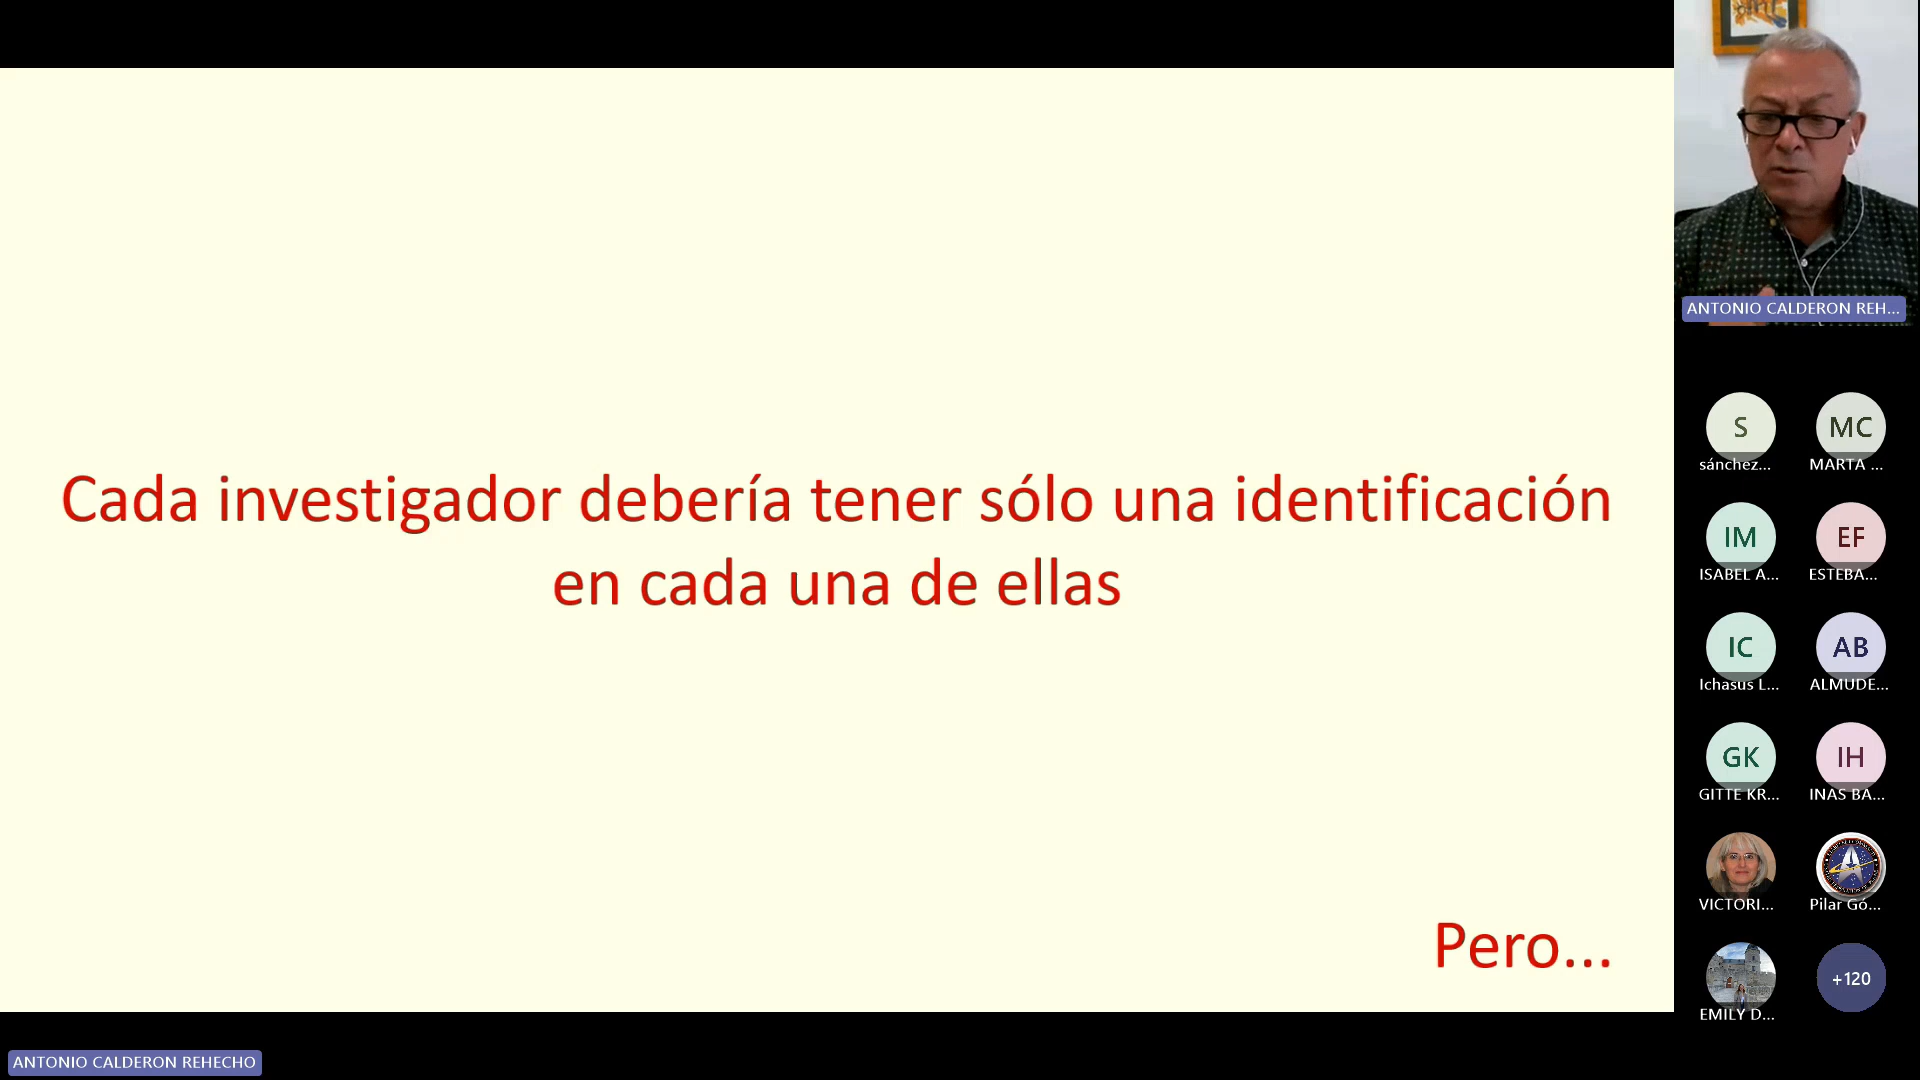 Cada investigador debería tener sólo una identificación
en cada una de ellas
Pero...
ANTONIO CALDERON REHECHO
ANTONIO CALDERON REH...
S
sánchez...
MC
MARTA ...
IM
ISABEL A...
EF
ESTEBA...
IC
Ichasus L...
AB
ALMUDE...
GK
GITTE KR...
IH
INAS BA...
VICTORI...
Pilar Gó...
EMILY D...
+120